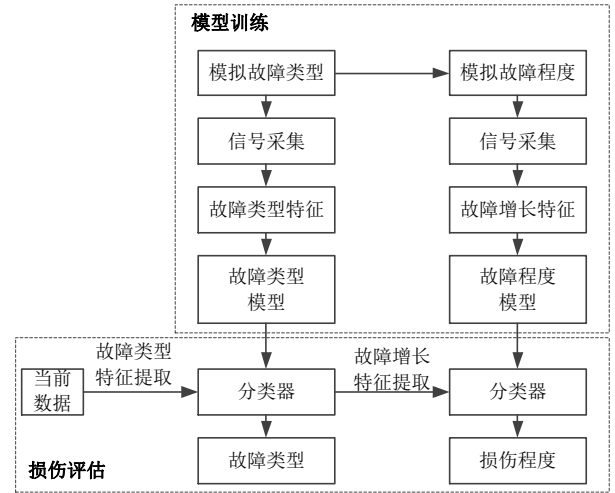 模型训练
模拟故障类型
模拟故障程度
信号采集
信号采集
故障类型特征
故障增长特征
故障类型
模型
故障程度
模型
故障类型
特征提取
故障增长
特征提取
当前
数据
分类器
分类器
故障类型
损伤程度
损伤评估